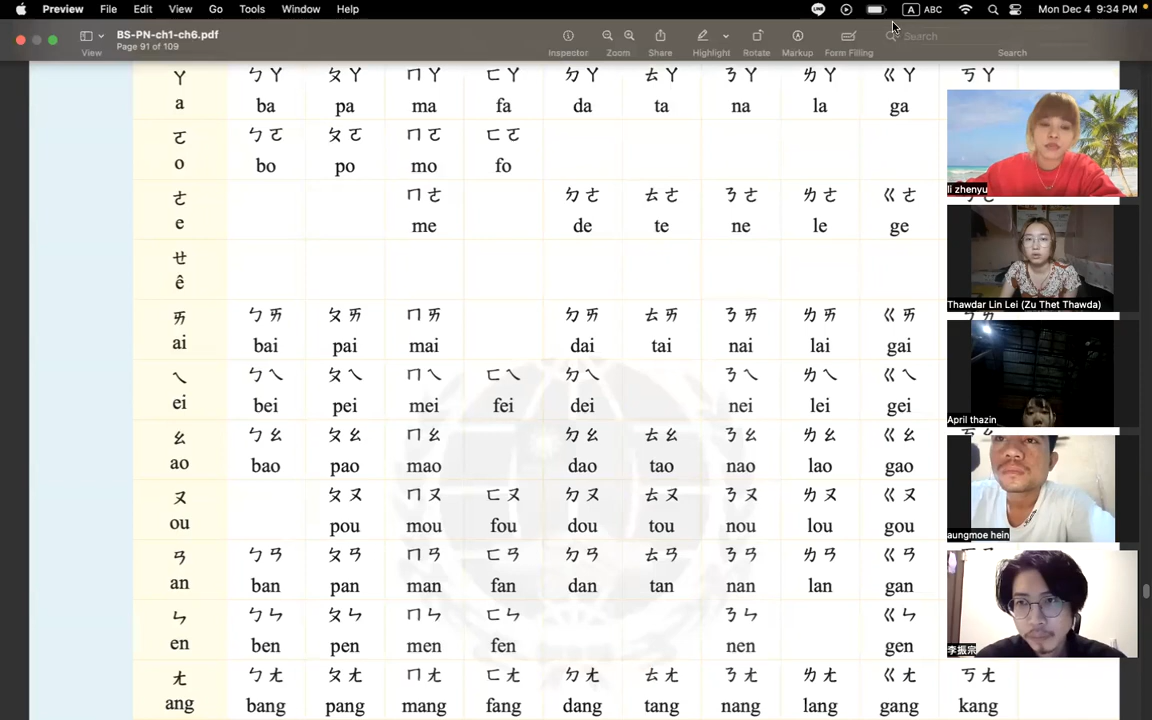 Preview File Edit View Go Tools Window Help A ABC Mon Dec 4 9:34 PM
BS-PN-ch1-ch6.pdf
Page 91 of 109
Search
View Inspector Zoom Share Highlight Rotate Markup Form Filling Search
ㄚ ㄅㄚ ㄆㄚ ㄇㄚ ㄈㄚ ㄉㄚ ㄊㄚ ㄋㄚ ㄌㄚ ㄍㄚ ㄎㄚ
a ba pa ma fa da ta na la ga
ㄛ ㄅㄛ ㄆㄛ ㄇㄛ ㄈㄛ
o bo po mo fo
ㄜ ㄇㄜ ㄉㄜ ㄊㄜ ㄋㄜ ㄌㄜ ㄍㄜ
e me de te ne le ge
ㄝ
ê
ㄞ ㄅㄞ ㄆㄞ ㄇㄞ ㄉㄞ ㄊㄞ ㄋㄞ ㄌㄞ ㄍㄞ
ai bai pai mai dai tai nai lai gai
ㄟ ㄅㄟ ㄆㄟ ㄇㄟ ㄈㄟ ㄉㄟ ㄋㄟ ㄌㄟ ㄍㄟ
ei bei pei mei fei dei nei lei gei
ㄠ ㄅㄠ ㄆㄠ ㄇㄠ ㄉㄠ ㄊㄠ ㄋㄠ ㄌㄠ ㄍㄠ
ao bao pao mao dao tao nao lao gao
ㄡ ㄆㄡ ㄇㄡ ㄈㄡ ㄉㄡ ㄊㄡ ㄋㄡ ㄌㄡ ㄍㄡ
ou pou mou fou dou tou nou lou gou
ㄢ ㄅㄢ ㄆㄢ ㄇㄢ ㄈㄢ ㄉㄢ ㄊㄢ ㄋㄢ ㄌㄢ ㄍㄢ
an ban pan man fan dan tan nan lan gan
ㄣ ㄅㄣ ㄆㄣ ㄇㄣ ㄈㄣ ㄋㄣ ㄍㄣ
en ben pen men fen nen gen
ㄤ ㄅㄤ ㄆㄤ ㄇㄤ ㄈㄤ ㄉㄤ ㄊㄤ ㄋㄤ ㄌㄤ ㄍㄤ ㄎㄤ
ang bang pang mang fang dang tang nang lang gang kang
li zhenyu
Thawdar Lin Lei (Zu Thet Thawda)
April thazin
aungmoe hein
李振宗